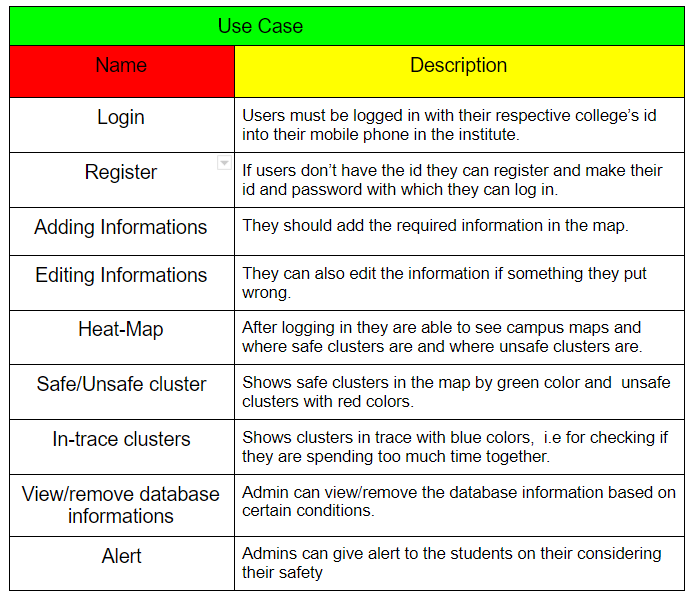 Use Case
Name
Description
Login
Users must be logged in with their respective college’s id
into their mobile phone in the institute.
Register
If users don’t have the id they can register and make their
id and password with which they can log in.
Adding Informations
They should add the required information in the map.
Editing Informations
They can also edit the information if something they put
wrong.
Heat-Map
After logging in they are able to see campus maps and
where safe clusters are and where unsafe clusters are.
Safe/Unsafe cluster
Shows safe clusters in the map by green color and  unsafe
clusters with red colors.
In-trace clusters
Shows clusters in trace with blue colors,  i.e for checking if
they are spending too much time together.
View/remove database
informations
Admin can view/remove the database information based on
certain conditions.
Alert
Admins can give alert to the students on their considering
their safety